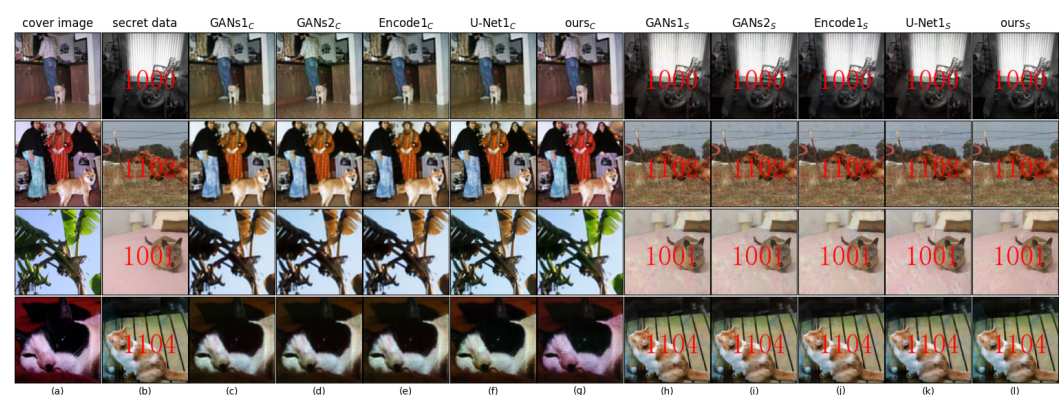 cover image secret data GANs1C GANs2C Encode1C U-Net1C oursC GANs1S GANs2S Encode1S U-Net1S oursS
1000 1000 1000 1000 1000 1000
1102 1102 1102 1102 1102 1102
1001 1001 1001 1001 1001 1001
1104 1104 1104 1104 1104 1104
(a) (b) (c) (d) (e) (f) (g) (h) (i) (j) (k) (l)